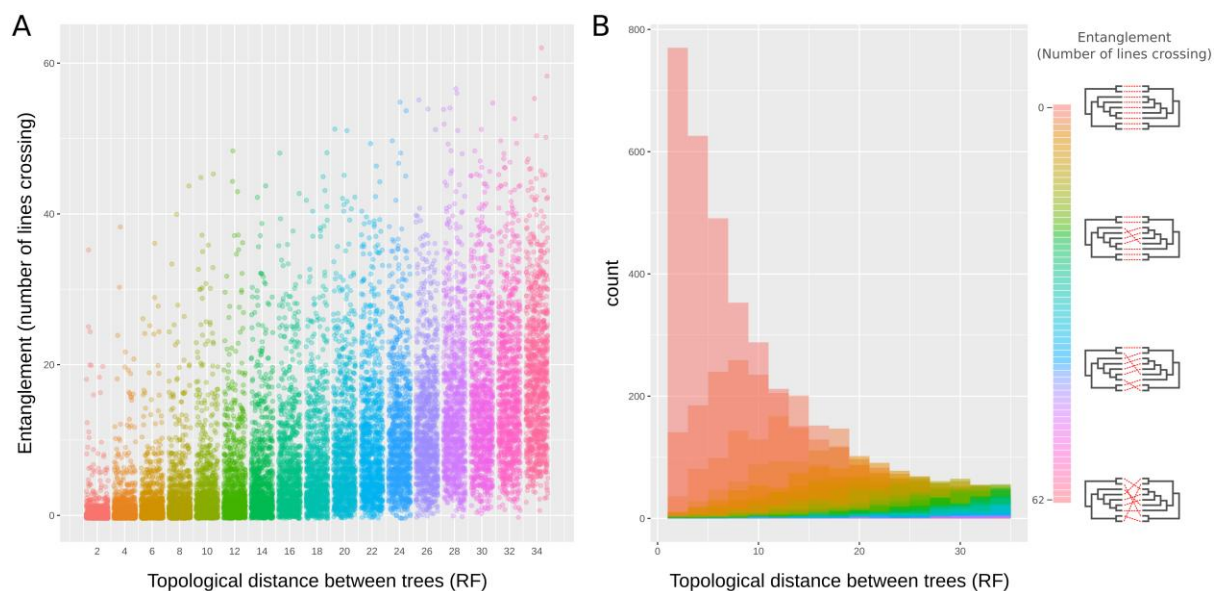 A
Entanglement (number of lines crossing)
60
40
20
0
2 4 6 8 10 12 14 16 18 20 22 24 26 28 30 32 34
Topological distance between trees (RF)
B
count
800
600
400
200
0
0 10 20 30
Topological distance between trees (RF)
Entanglement
(Number of lines crossing)
0
62